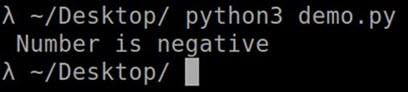 λ ~/Desktop/ python3 demo.py
 Number is negative
λ ~/Desktop/